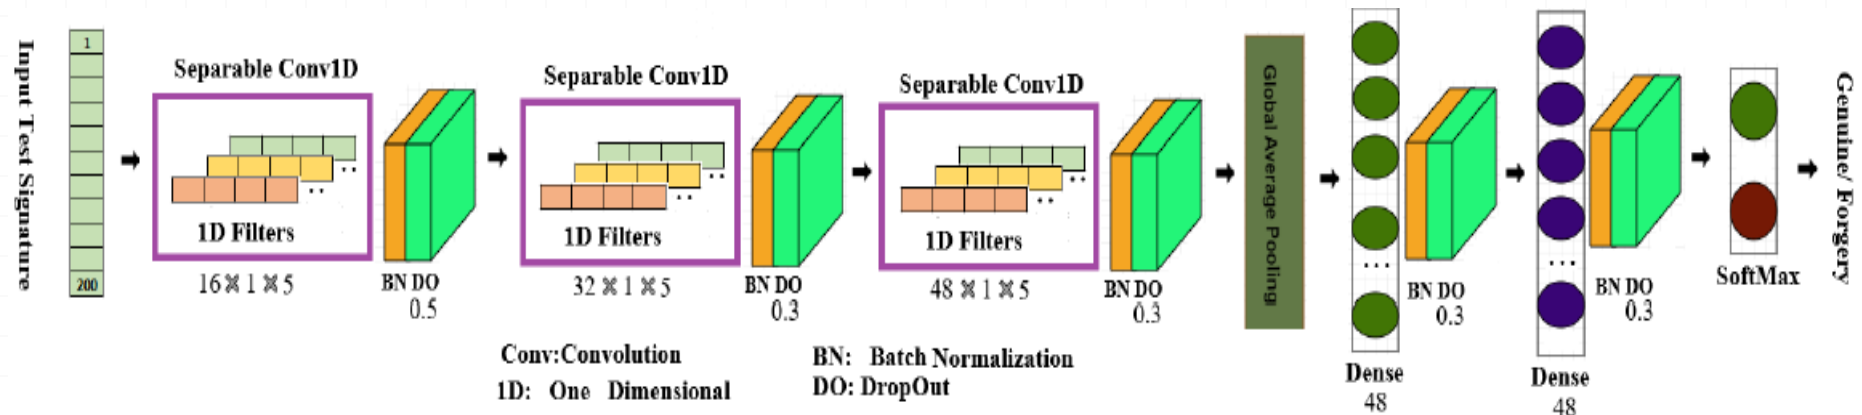 Input Test Signature
1
200
Separable Conv1D
1D Filters
16 × 1 × 5
BN DO
0.5
Separable Conv1D
1D Filters
32 × 1 × 5
BN DO
0.3
Separable Conv1D
1D Filters
48 × 1 × 5
BN DO
0.3
Global Average Pooling
...
Dense
48
BN DO
0.3
...
Dense
48
BN DO
0.3
SoftMax
Genuine/ Forgery
Conv:Convolution
1D: One Dimensional
BN: Batch Normalization
DO: DropOut